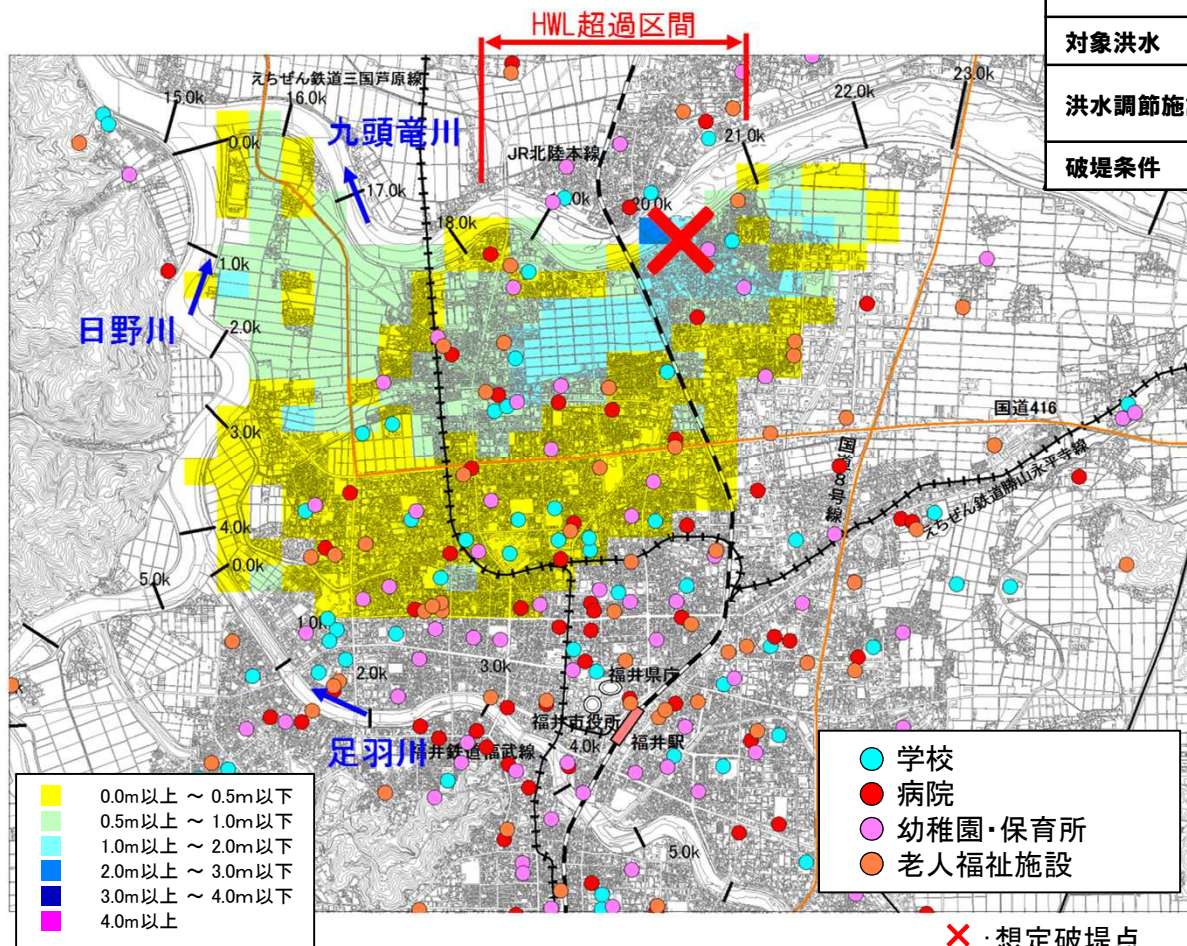 HWL超過区間
対象洪水
洪水調節施
破堤条件
えちぜん鉄道三国芦原線
15.0k
16.0k
0.0k
九頭竜川
JR北陸本線
22.0k
23.0k
21.0k
17.0k
18.0k
20.0k
1.0k
日野川
2.0k
3.0k
国道416
国道8号線
えちぜん鉄道勝山永平寺線
4.0k
0.0k
5.0k
1.0k
2.0k
3.0k
福井県庁
福井市役所
福井駅
4.0k
足羽川
福井鉄道福武線
5.0k
0.0m以上 ~ 0.5m以下
0.5m以上 ~ 1.0m以下
1.0m以上 ~ 2.0m以下
2.0m以上 ~ 3.0m以下
3.0m以上 ~ 4.0m以下
4.0m以上
学校
病院
幼稚園・保育所
老人福祉施設
:想定破堤点